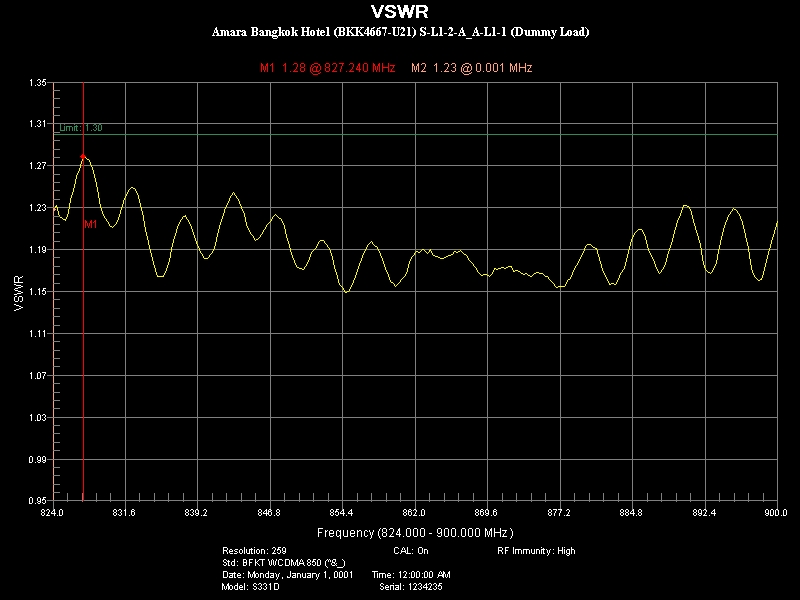 VSWR
Amara Bangkok Hotel (BKK4667-U21) S-L1-2-A_A-L1-1 (Dummy Load)
M1 1.28 @ 827.240 MHz M2 1.23 @ 0.001 MHz
1.35
1.31
Limit: 1.30
1.27
1.23
M1
1.19
1.15
1.11
1.07
1.03
0.99
0.95
VSWR
824.0 831.6 839.2 846.8 854.4 862.0 869.6 877.2 884.8 892.4 900.0
Frequency (824.000 - 900.000 MHz )
Resolution: 259 CAL: On RF Immunity: High
Std: BFKT WCDMA 850 (°&_)
Date: Monday, January 1, 0001 Time: 12:00:00 AM
Model: S331D Serial: 1234235